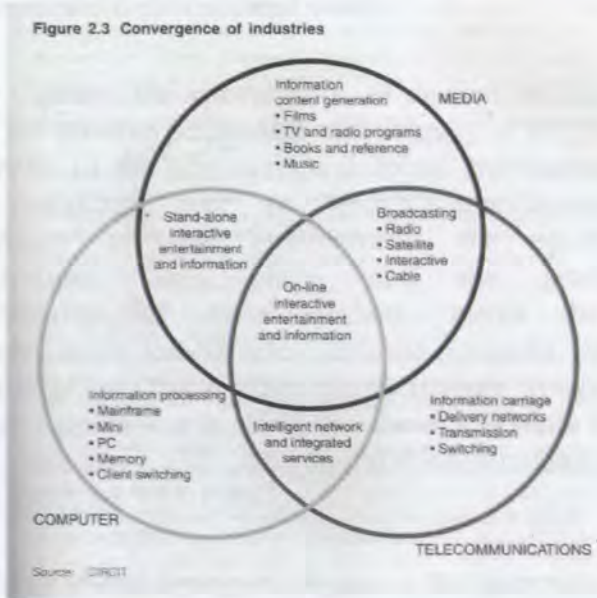 Figure 2.3 Convergence of industries
Information
content generation
• Films
• TV and radio programs
• Books and reference
• Music
MEDIA
Stand-alone
interactive
entertainment
and information
Broadcasting
• Radio
• Satellite
• Interactive
• Cable
On-line
interactive
entertainment
and information
Information processing
• Mainframe
• Mini
• PC
• Memory
• Client switching
Intelligent network
and integrated
services
Information carriage
• Delivery networks
• Transmission
• Switching
COMPUTER
TELECOMMUNICATIONS
Source: CIRCIT